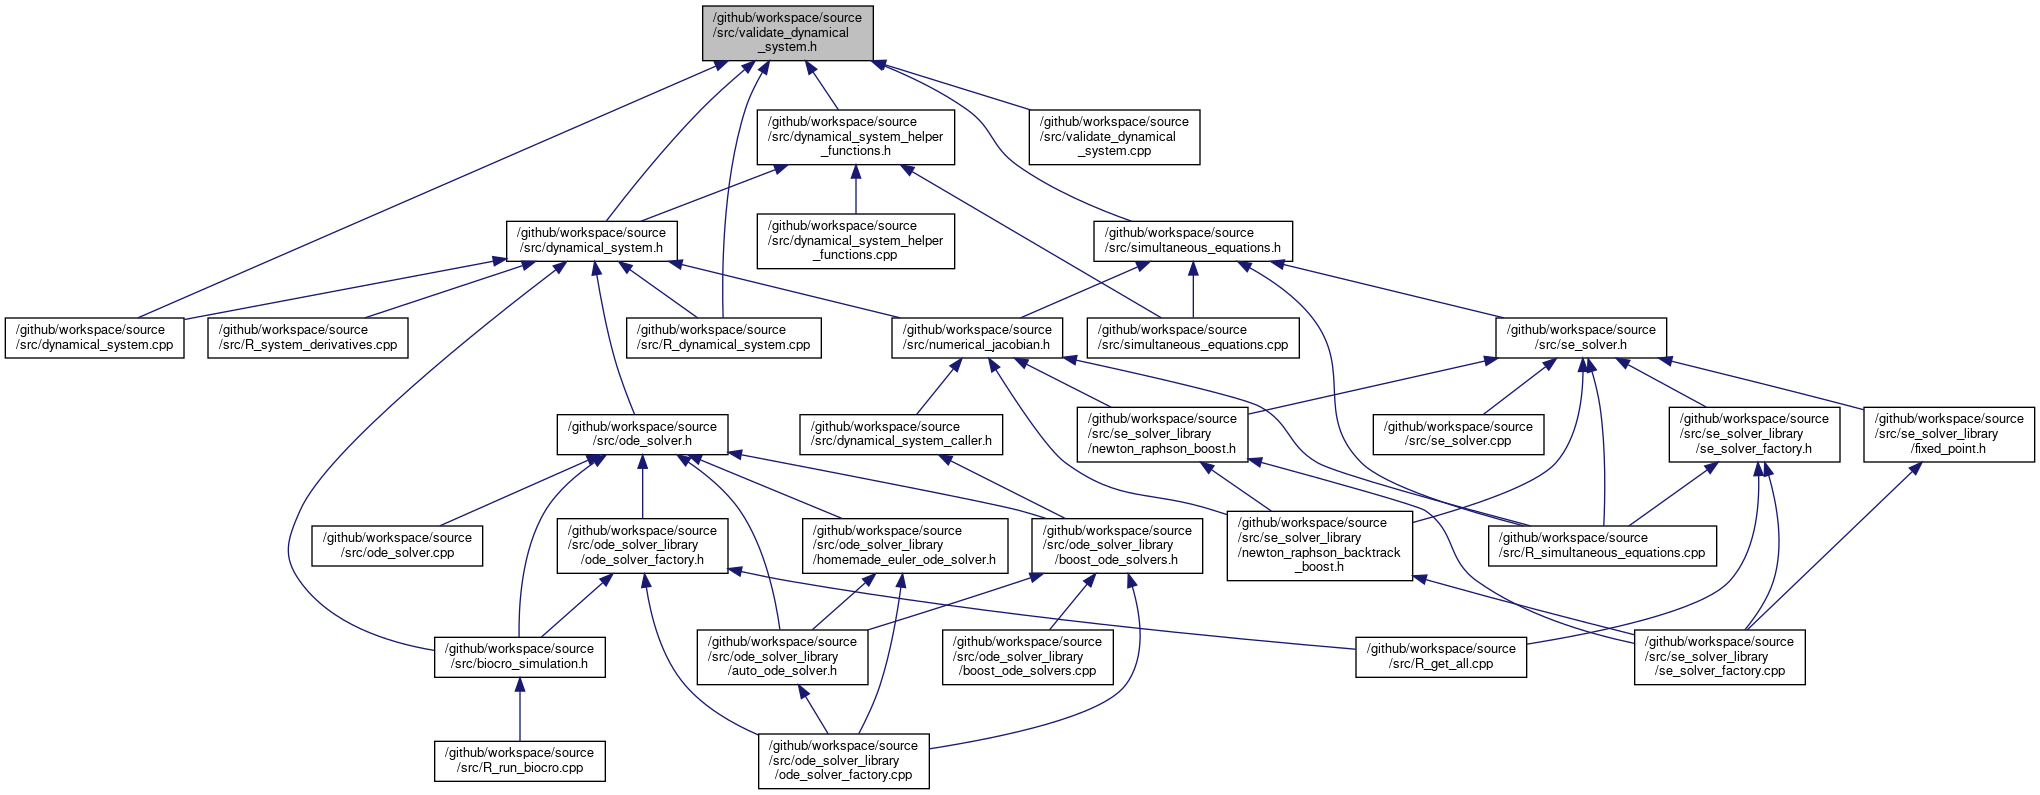 /github/workspace/source
/src/validate_dynamical
_system.h
/github/workspace/source
/src/dynamical_system_helper
_functions.h
/github/workspace/source
/src/validate_dynamical
_system.cpp
/github/workspace/source
/src/dynamical_system.h
/github/workspace/source
/src/dynamical_system_helper
_functions.cpp
/github/workspace/source
/src/simultaneous_equations.h
/github/workspace/source
/src/dynamical_system.cpp
/github/workspace/source
/src/R_system_derivatives.cpp
/github/workspace/source
/src/R_dynamical_system.cpp
/github/workspace/source
/src/numerical_jacobian.h
/github/workspace/source
/src/simultaneous_equations.cpp
/github/workspace/source
/src/se_solver.h
/github/workspace/source
/src/ode_solver.h
/github/workspace/source
/src/dynamical_system_caller.h
/github/workspace/source
/src/se_solver_library
/newton_raphson_boost.h
/github/workspace/source
/src/se_solver.cpp
/github/workspace/source
/src/se_solver_library
/se_solver_factory.h
/github/workspace/source
/src/se_solver_library
/fixed_point.h
/github/workspace/source
/src/ode_solver.cpp
/github/workspace/source
/src/ode_solver_library
/ode_solver_factory.h
/github/workspace/source
/src/ode_solver_library
/homemade_euler_ode_solver.h
/github/workspace/source
/src/ode_solver_library
/boost_ode_solvers.h
/github/workspace/source
/src/se_solver_library
/newton_raphson_backtrack
_boost.h
/github/workspace/source
/src/R_simultaneous_equations.cpp
/github/workspace/source
/src/biocro_simulation.h
/github/workspace/source
/src/ode_solver_library
/auto_ode_solver.h
/github/workspace/source
/src/ode_solver_library
/boost_ode_solvers.cpp
/github/workspace/source
/src/R_get_all.cpp
/github/workspace/source
/src/se_solver_library
/se_solver_factory.cpp
/github/workspace/source
/src/R_run_biocro.cpp
/github/workspace/source
/src/ode_solver_library
/ode_solver_factory.cpp